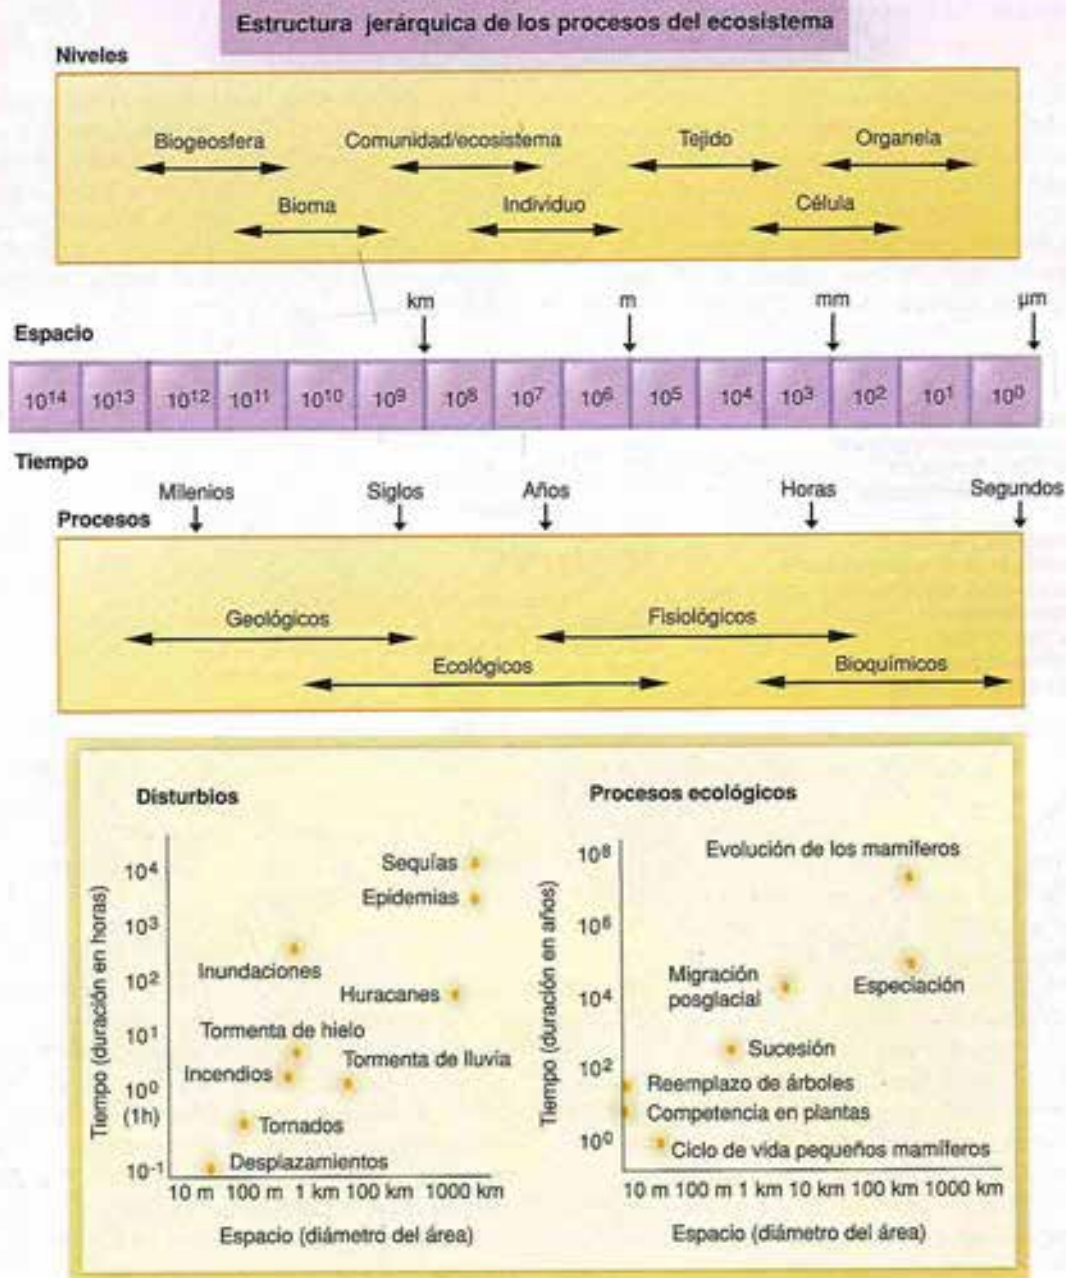 Estructura jerárquica de los procesos del ecosistema
Niveles
Biogeosfera
Comunidad/ecosistema
Tejido
Organela
Bioma
Individuo
Célula
km
m
mm
µm
Espacio
10¹⁴ 10¹³ 10¹² 10¹¹ 10¹⁰ 10⁹ 10⁸ 10⁷ 10⁶ 10⁵ 10⁴ 10³ 10² 10¹ 10⁰
Tiempo
Milenios
Siglos
Años
Horas
Segundos
Procesos
Geológicos
Fisiológicos
Ecológicos
Bioquímicos
Disturbios
Tiempo (duración en horas)
10⁴
10³
10²
10¹
10⁰
(1h)
10⁻¹
Sequías
Epidemias
Inundaciones
Huracanes
Tormenta de hielo
Tormenta de lluvia
Incendios
Tornados
Desplazamientos
10 m 100 m 1 km 100 km 1000 km
Espacio (diámetro del área)
Procesos ecológicos
Tiempo (duración en años)
10⁸
10⁶
10⁴
10²
10⁰
Evolución de los mamíferos
Migración
posglacial
Especiación
Sucesión
Reemplazo de árboles
Competencia en plantas
Ciclo de vida pequeños mamíferos
10 m 100 m 1 km 10 km 100 km 1000 km
Espacio (diámetro del área)